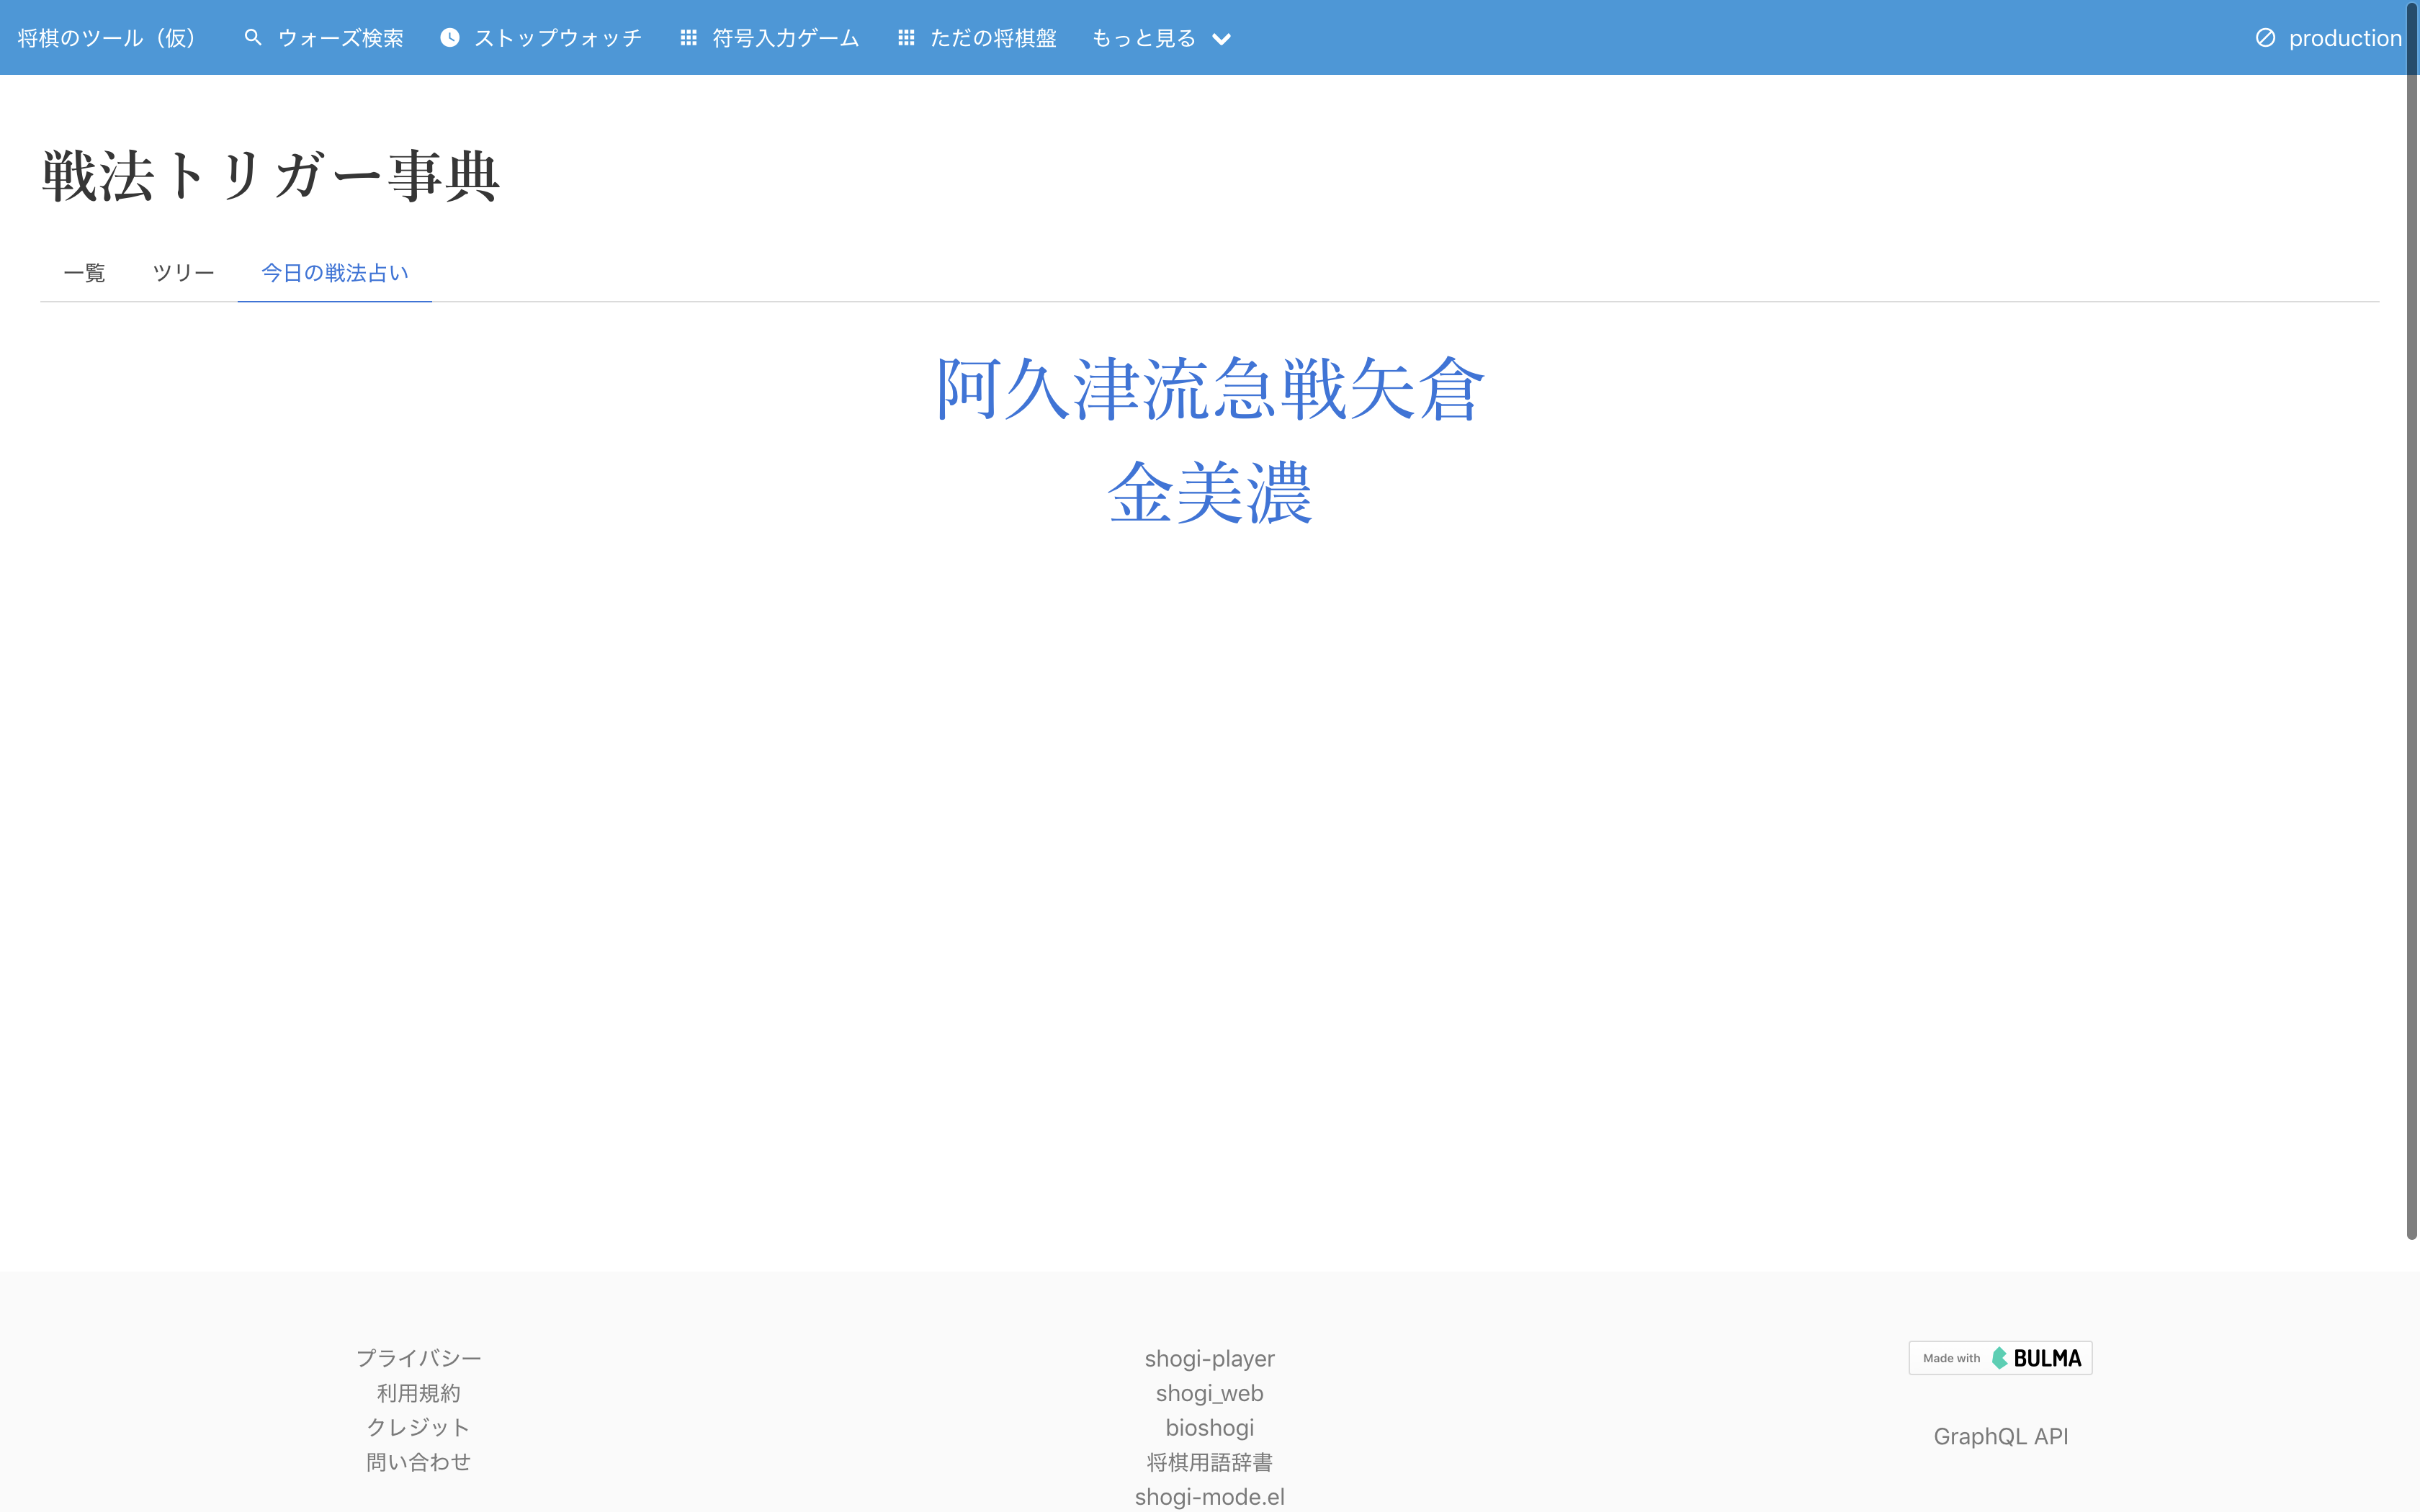 将棋のツール（仮） ウォーズ検索 ストップウォッチ 符号入力ゲーム ただの将棋盤 もっと見る production
戦法トリガー事典
一覧 ツリー 今日の戦法占い
阿久津流急戦矢倉
金美濃
プライバシー
利用規約
クレジット
問い合わせ
shogi-player
shogi_web
bioshogi
将棋用語辞書
shogi-mode.el
Made with BULMA
GraphQL API